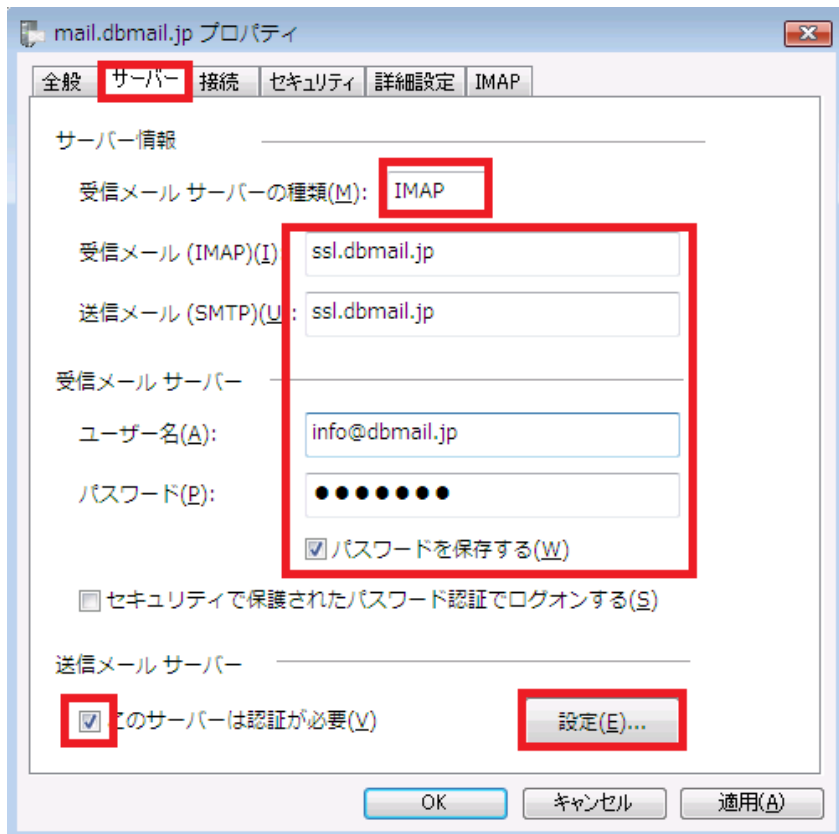 mail.dbmail.jp プロパティ
全般 サーバー 接続 セキュリティ 詳細設定 IMAP
サーバー情報
受信メール サーバーの種類(M): IMAP
受信メール (IMAP)(I): ssl.dbmail.jp
送信メール (SMTP)(U): ssl.dbmail.jp
受信メール サーバー
ユーザー名(A): info@dbmail.jp
パスワード(P): ●●●●●●●
パスワードを保存する(W)
セキュリティで保護されたパスワード認証でログオンする(S)
送信メール サーバー
このサーバーは認証が必要(V) 設定(E)...
OK キャンセル 適用(A)